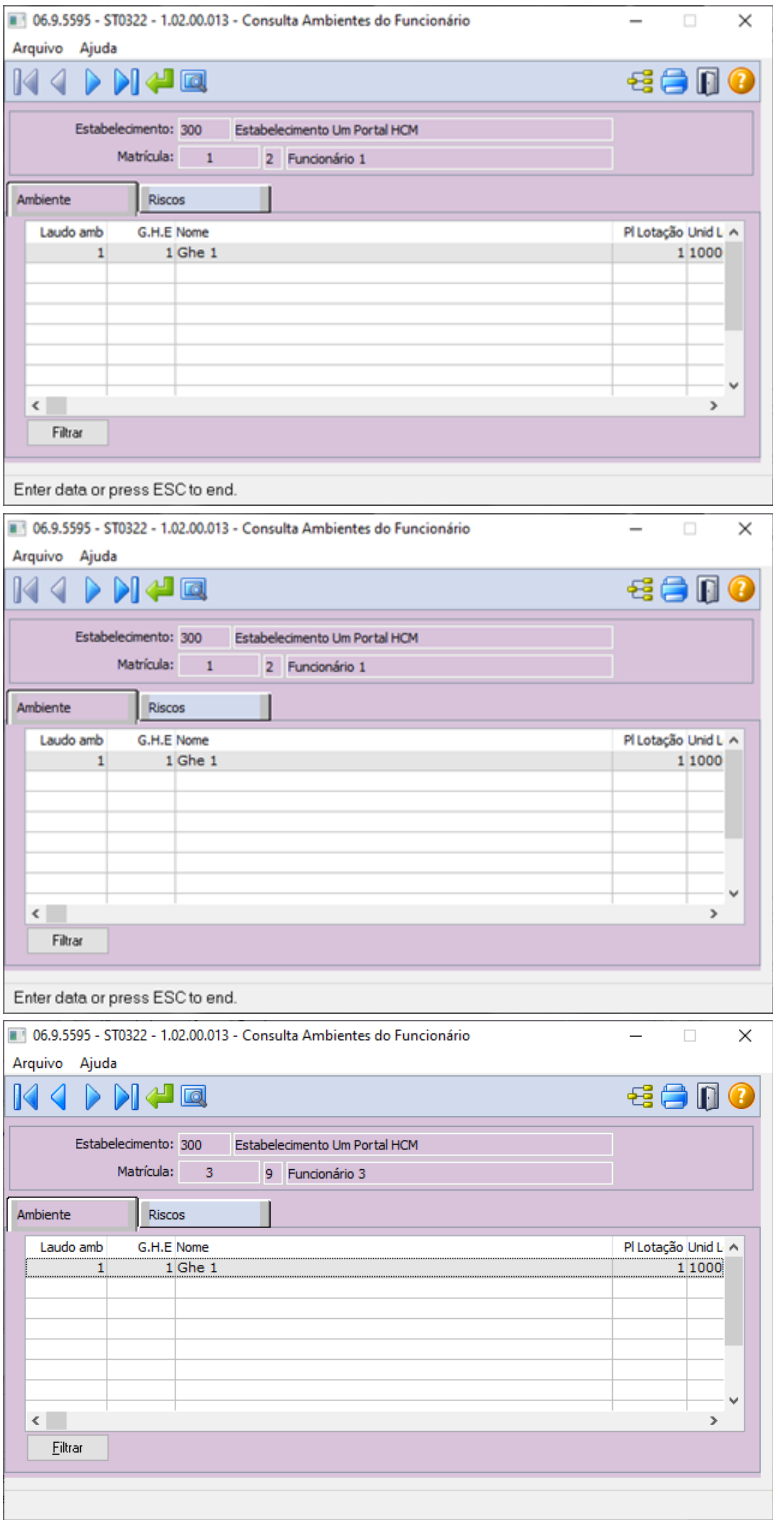 06.9.5595 - ST0322 - 1.02.00.013 - Consulta Ambientes do Funcionário
Arquivo Ajuda
Estabelecimento: 300 Estabelecimento Um Portal HCM
Matrícula: 1 2 Funcionário 1
Ambiente Riscos
Laudo amb G.H.E Nome Pl Lotação Unid L
1 1 Ghe 1 1 1000
Filtrar
Enter data or press ESC to end.
06.9.5595 - ST0322 - 1.02.00.013 - Consulta Ambientes do Funcionário
Arquivo Ajuda
Estabelecimento: 300 Estabelecimento Um Portal HCM
Matrícula: 1 2 Funcionário 1
Ambiente Riscos
Laudo amb G.H.E Nome Pl Lotação Unid L
1 1 Ghe 1 1 1000
Filtrar
Enter data or press ESC to end.
06.9.5595 - ST0322 - 1.02.00.013 - Consulta Ambientes do Funcionário
Arquivo Ajuda
Estabelecimento: 300 Estabelecimento Um Portal HCM
Matrícula: 3 9 Funcionário 3
Ambiente Riscos
Laudo amb G.H.E Nome Pl Lotação Unid L
1 1 Ghe 1 1 1000
Filtrar